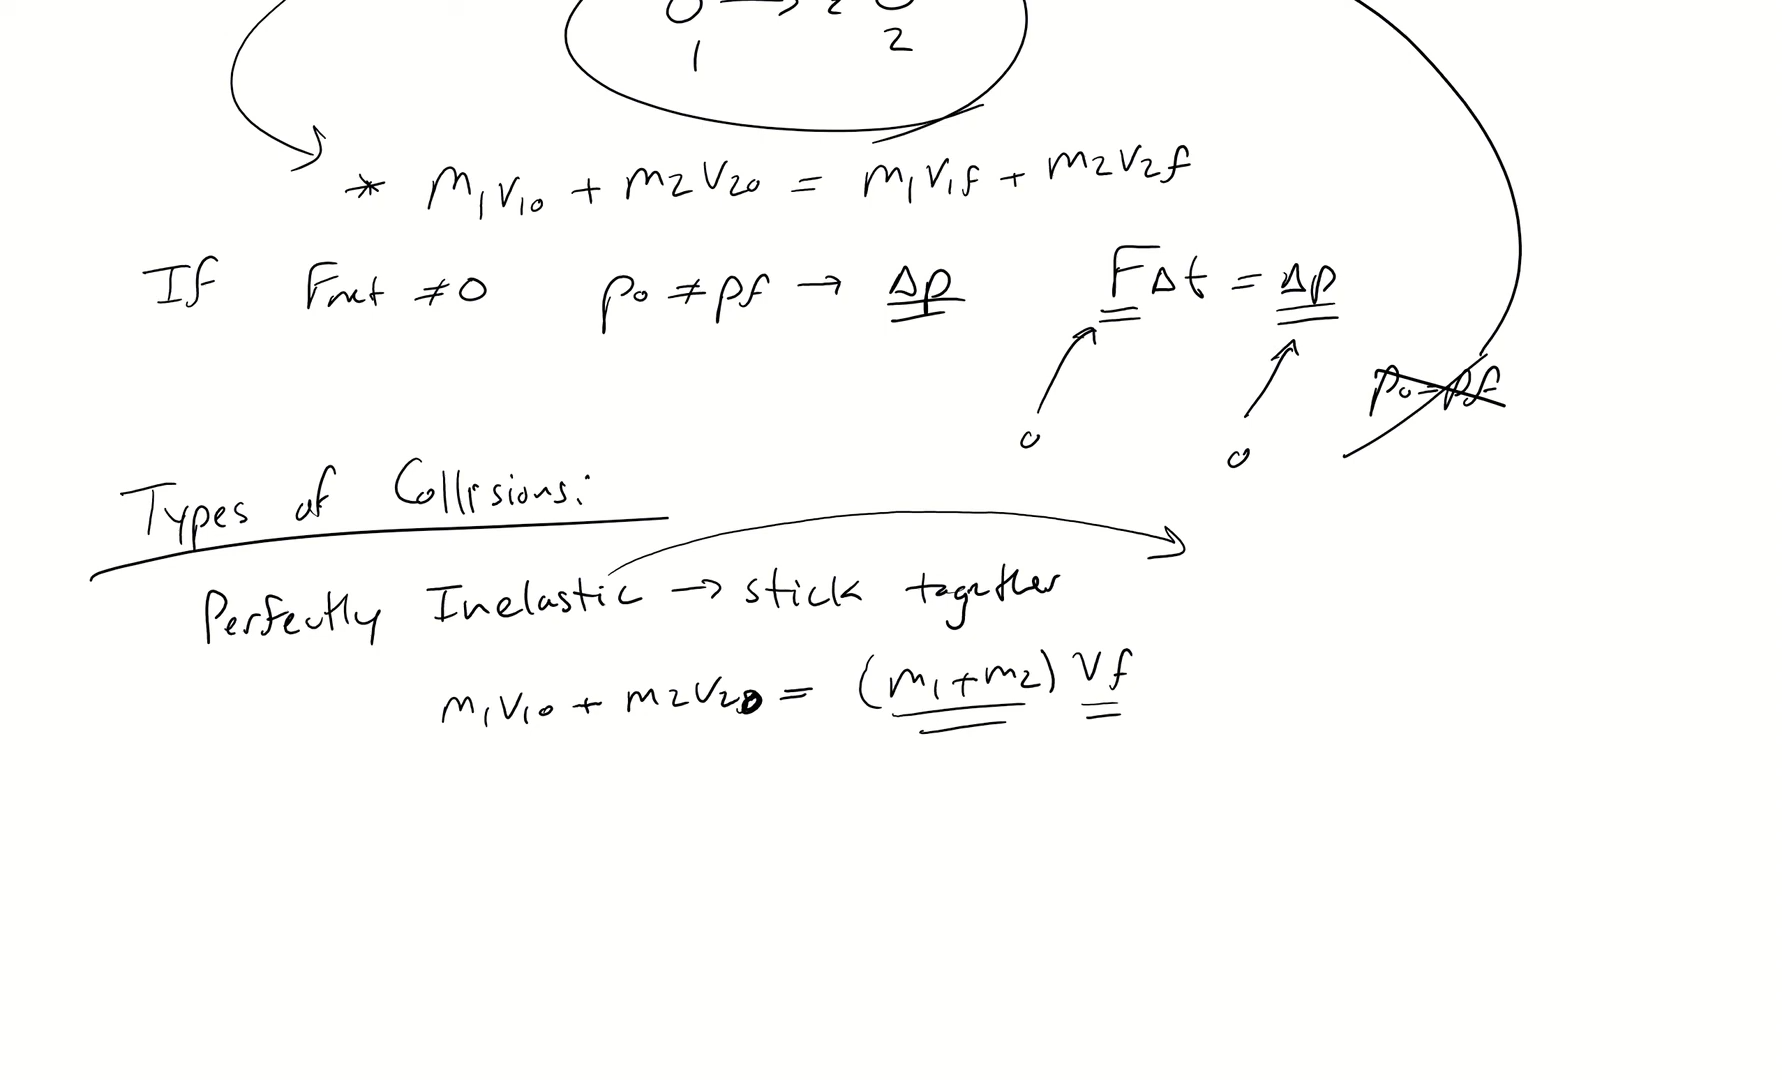 1 2
* m₁v₁₀ + m₂v₂₀ = m₁v₁f + m₂v₂f
If Fnet ≠ 0 p₀ ≠ pf → Δp FΔt = Δp
p₀ = pf
0 0
Types of Collisions:
Perfectly Inelastic → stick together
m₁v₁₀ + m₂v₂₀ = (m₁+m₂) vf